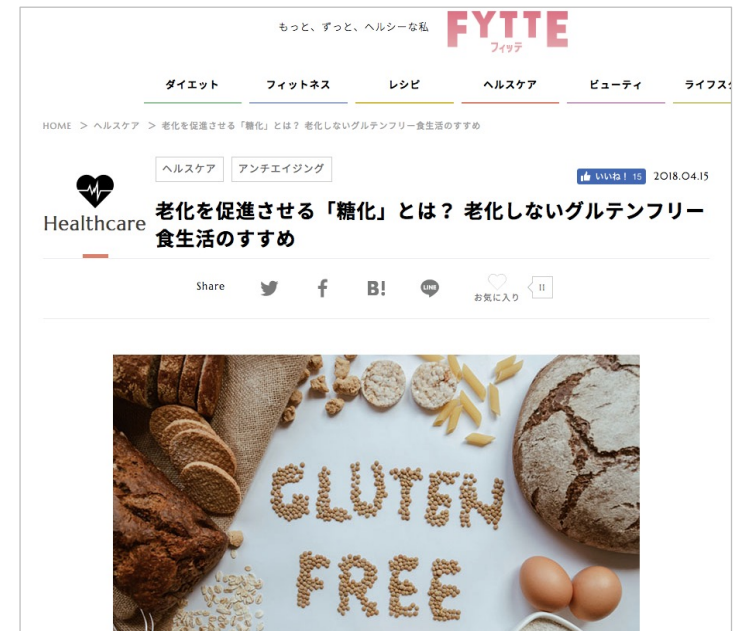 もっと、ずっと、ヘルシーな私
FYTTE
フィッテ
ダイエット フィットネス レシピ ヘルスケア ビューティ ライフス
HOME > ヘルスケア > 老化を促進させる「糖化」とは? 老化しないグルテンフリー食生活のすすめ
ヘルスケア アンチエイジング
いいね! 15 2018.04.15
Healthcare
老化を促進させる「糖化」とは? 老化しないグルテンフリー
食生活のすすめ
Share B! LINE お気に入り 11
GLUTEN
FREE